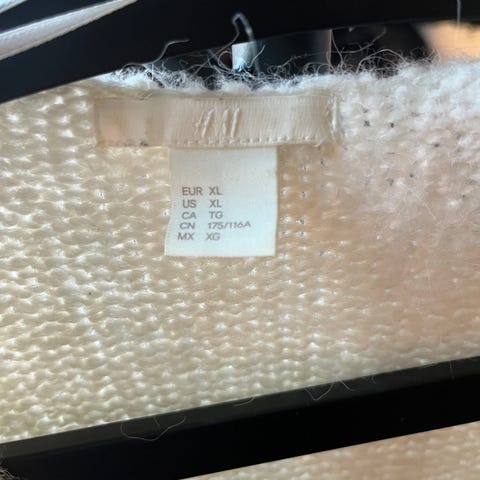 H&M
EUR XL
US XL
CA TG
CN 175/116A
MX XG